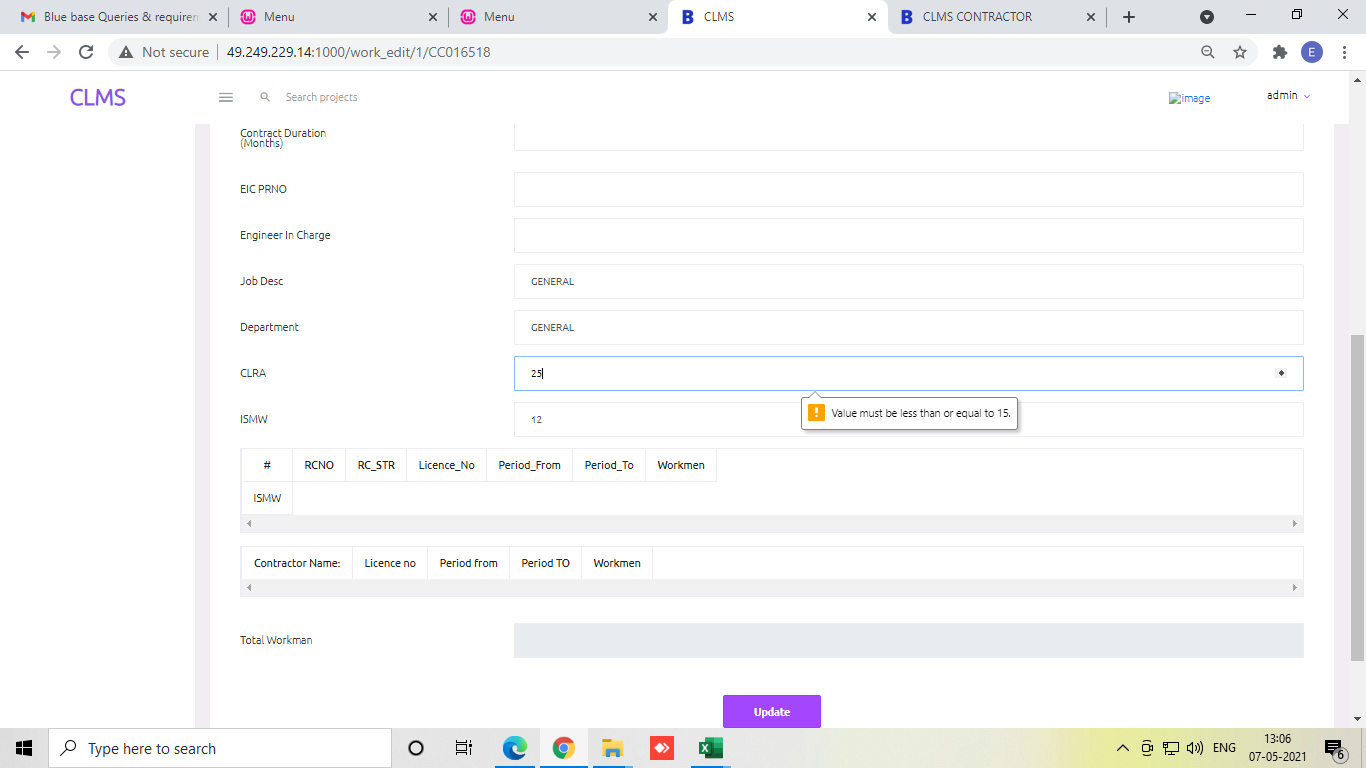 Blue base Queries & requiren
Menu
Menu
CLMS
CLMS CONTRACTOR
Not secure
49.249.229.14:1000/work_edit/1/CC016518
E
CLMS
Search projects
image
admin
Contract Duration
(Months)
EIC PRNO
Engineer In Charge
Job Desc
GENERAL
Department
GENERAL
CLRA
25
Value must be less than or equal to 15.
ISMW
12
# RCNO RC_STR Licence_No Period_From Period_To Workmen
ISMW
Contractor Name: Licence no Period from Period TO Workmen
Total Workman
Update
Type here to search
ENG
13:06
07-05-2021
6